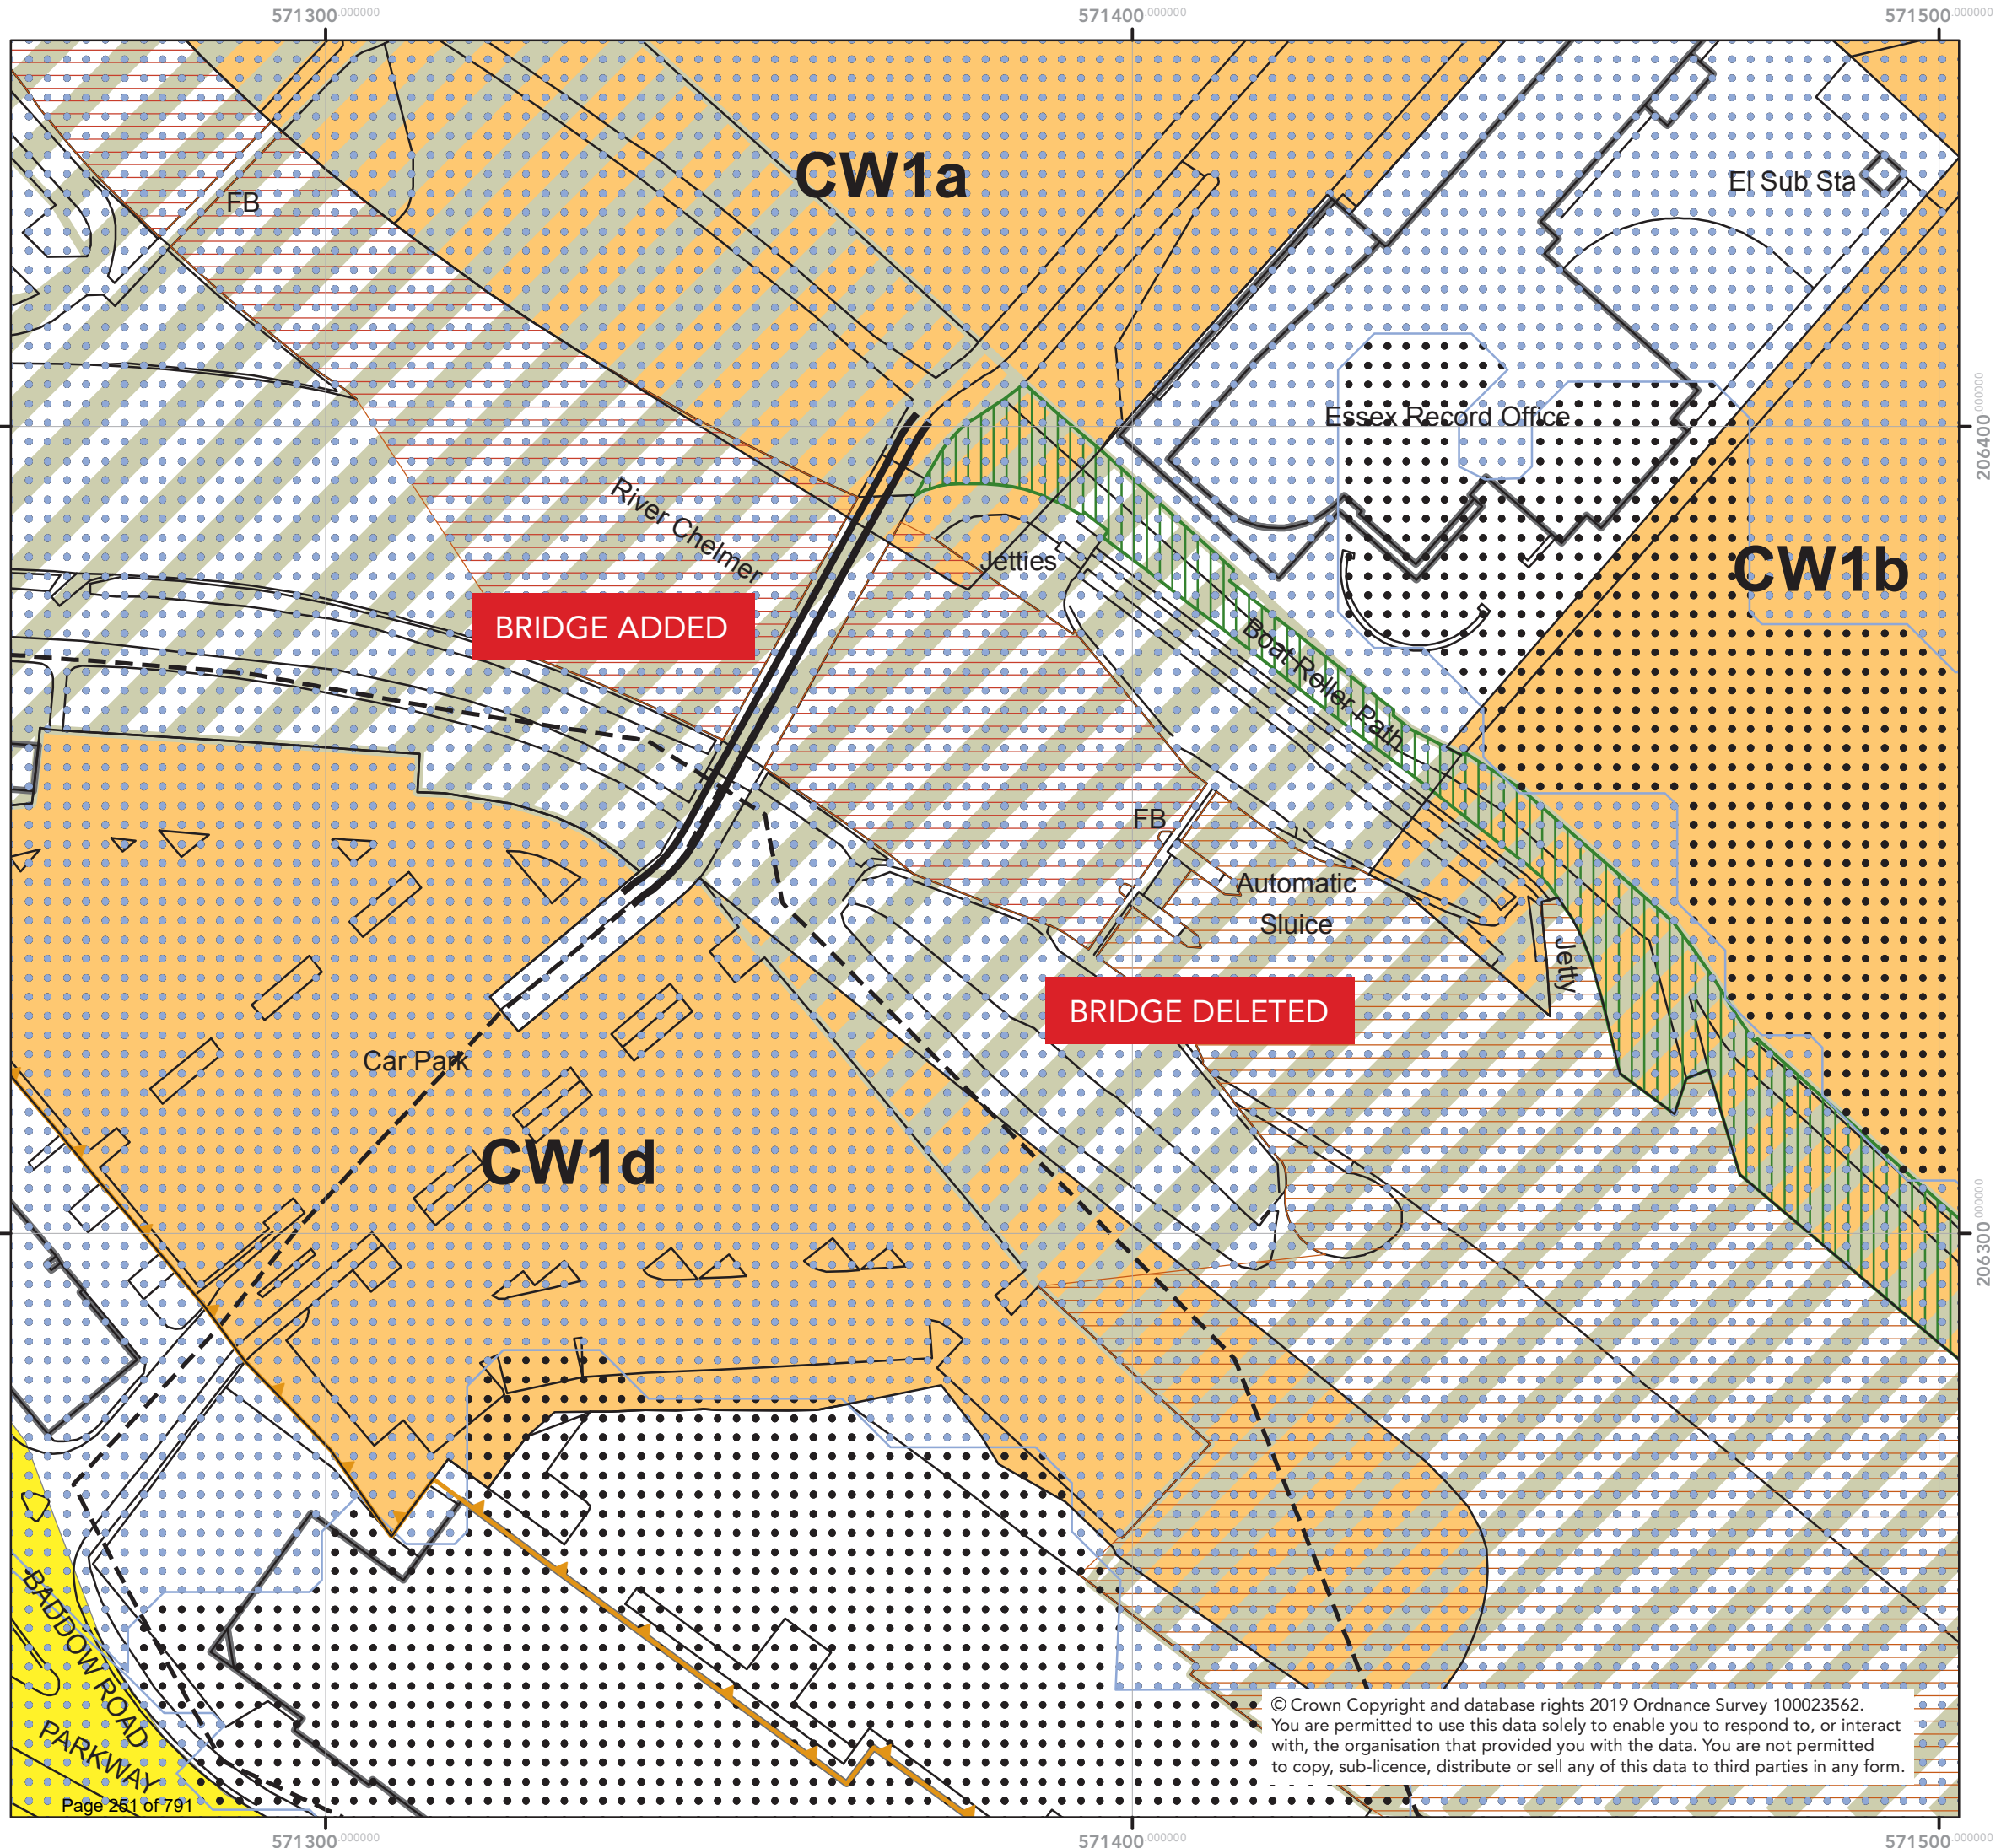 571300.000000
571400.000000
571500.000000
CW1a
El Sub Sta
FB
206400.000000
Essex Record Office
River Chelmer
Jetties
CW1b
BRIDGE ADDED
Boat Roller Path
FB
Automatic
Sluice
Jetty
BRIDGE DELETED
Car Park
CW1d
206300.000000
BADDOW ROAD
PARKWAY
© Crown Copyright and database rights 2019 Ordnance Survey 100023562.
You are permitted to use this data solely to enable you to respond to, or interact
with, the organisation that provided you with the data. You are not permitted
to copy, sub-licence, distribute or sell any of this data to third parties in any form.
Page 251 of 791
571300.000000
571400.000000
571500.000000